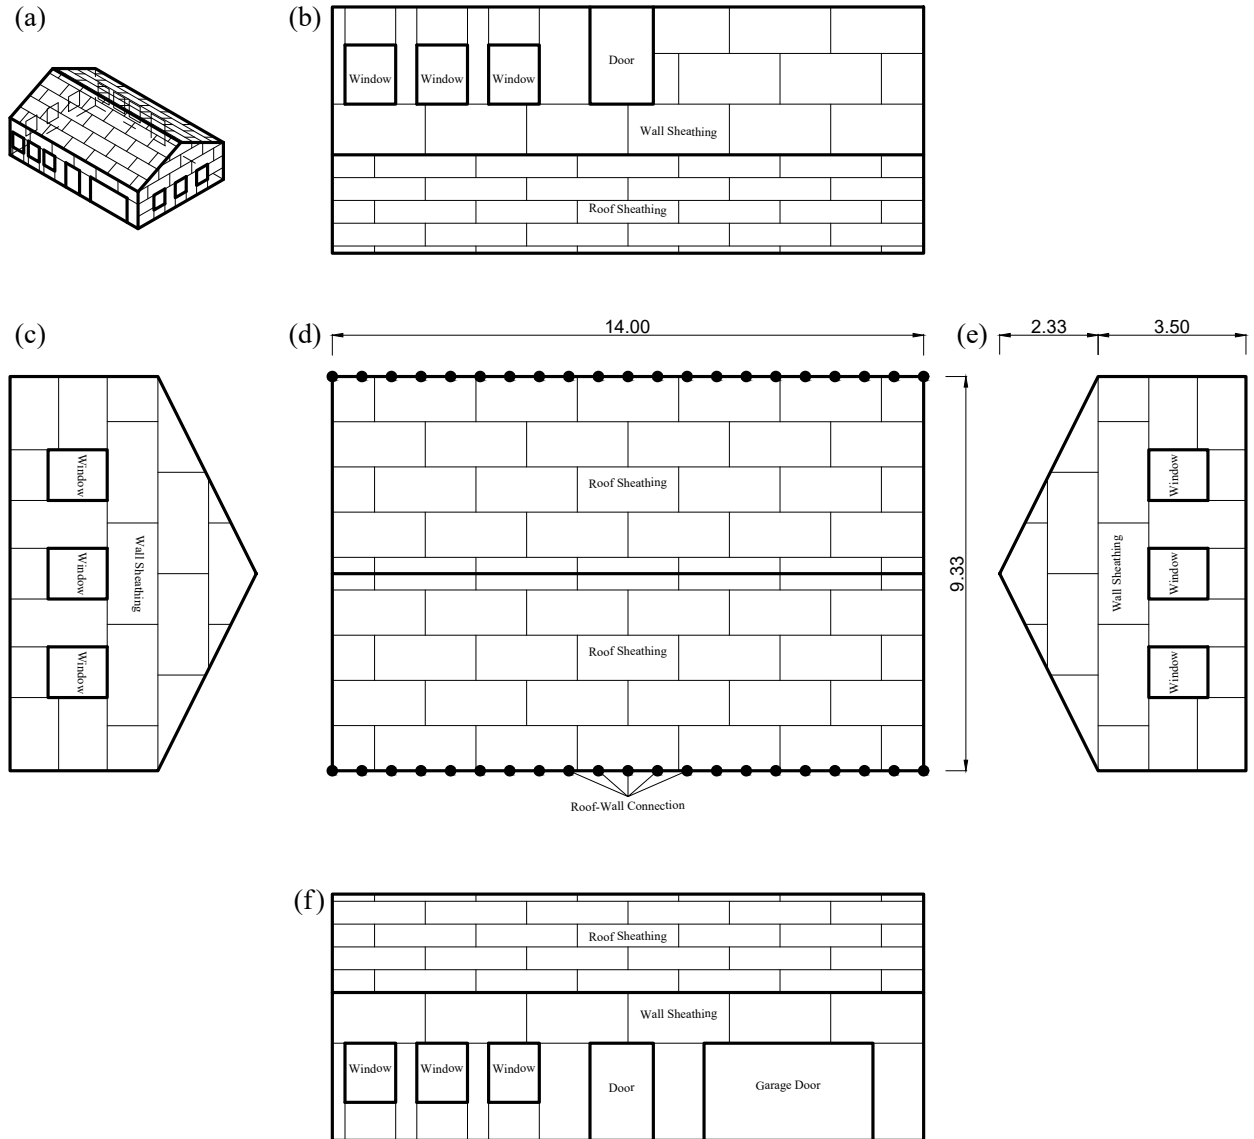 (a)
(b)
Window
Window
Window
Door
Wall Sheathing
Roof Sheathing
(c)
Window
Window
Window
Wall Sheathing
(d)
14.00
Roof Sheathing
Roof Sheathing
9.33
Roof-Wall Connection
(e)
2.33
3.50
Wall Sheathing
Window
Window
Window
(f)
Roof Sheathing
Wall Sheathing
Window
Window
Window
Door
Garage Door